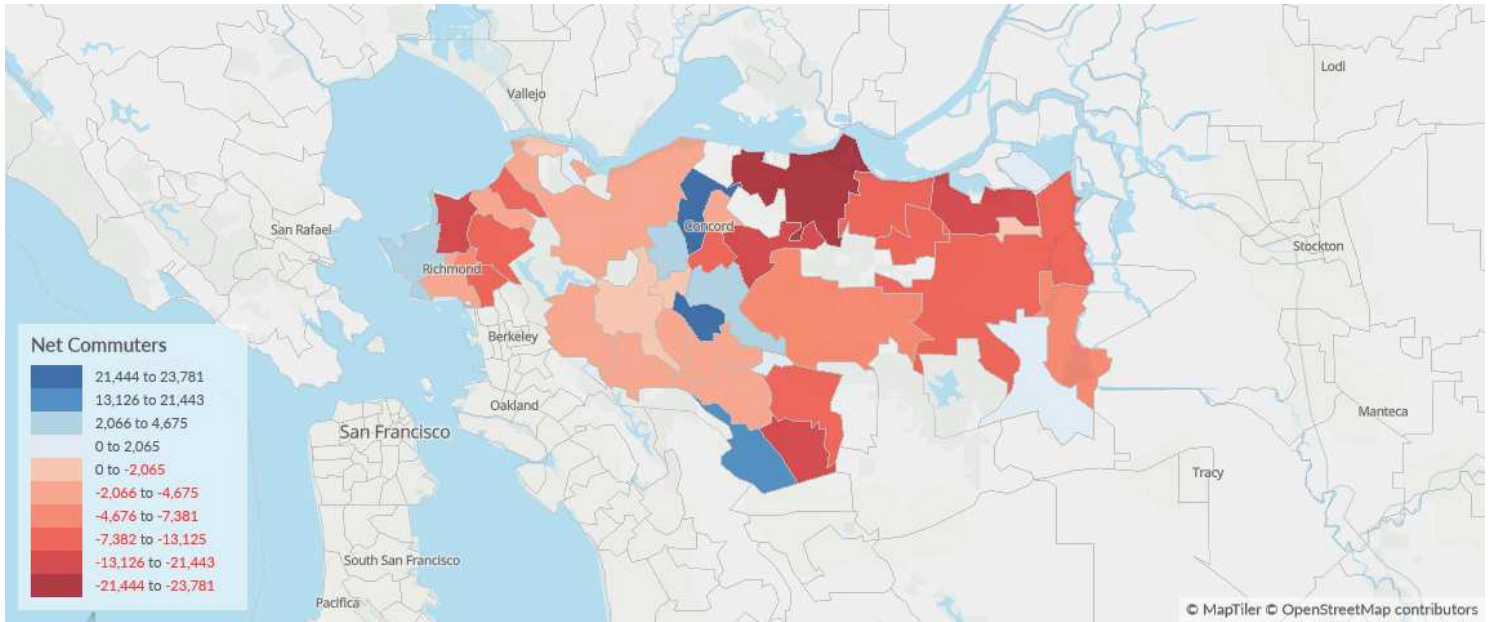 Lodi
Vallejo
San Rafael
Concord
Stockton
Richmond
Berkeley
Oakland
Manteca
San Francisco
Tracy
South San Francisco
Pacifica
Net Commuters
21,444 to 23,781
13,126 to 21,443
2,066 to 4,675
0 to 2,065
0 to -2,065
-2,066 to -4,675
-4,676 to -7,381
-7,382 to -13,125
-13,126 to -21,443
-21,444 to -23,781
© MapTiler © OpenStreetMap contributors